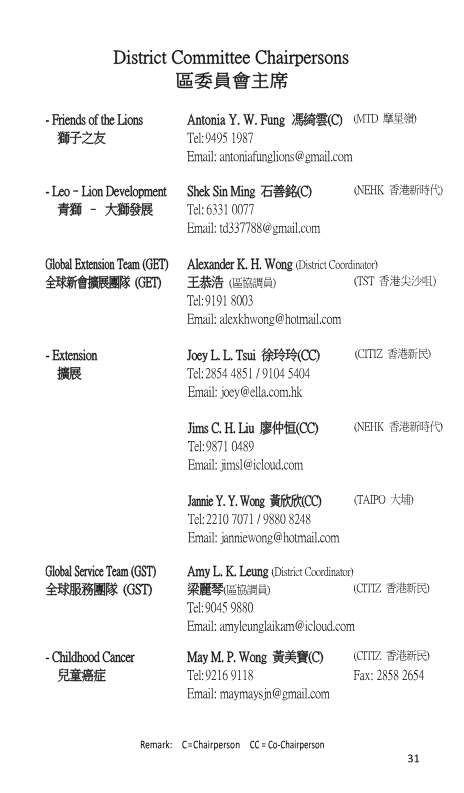 District Committee Chairpersons
區委員會主席
- Friends of the Lions Antonia Y. W. Fung 馮綺雲(C) (MTD 摩星嶺)
獅子之友 Tel:9495 1987
Email: antoniafunglions@gmail.com
- Leo – Lion Development Shek Sin Ming 石善銘(C) (NEHK 香港新時代)
青獅 – 大獅發展 Tel: 6331 0077
Email: td337788@gmail.com
Global Extension Team (GET) Alexander K. H. Wong (District Coordinator)
全球新會擴展團隊 (GET) 王恭浩 (區協調員) (TST 香港尖沙咀)
Tel:9191 8003
Email: alexkhwong@hotmail.com
- Extension Joey L. L. Tsui 徐玲玲(CC) (CITIZ 香港新民)
擴展 Tel:2854 4851 / 9104 5404
Email: joey@ella.com.hk
Jims C. H. Liu 廖仲恒(CC) (NEHK 香港新時代)
Tel:9871 0489
Email: jimsl@icloud.com
Jannie Y. Y. Wong 黃欣欣(CC) (TAIPO 大埔)
Tel:2210 7071 / 9880 8248
Email: janniewong@hotmail.com
Global Service Team (GST) Amy L. K. Leung (District Coordinator)
全球服務團隊 (GST) 梁麗琴(區協調員) (CITIZ 香港新民)
Tel:9045 9880
Email: amyleunglaikam@icloud.com
- Childhood Cancer May M. P. Wong 黃美寶(C) (CITIZ 香港新民)
兒童癌症 Tel:9216 9118 Fax: 2858 2654
Email: maymaysjn@gmail.com
Remark: C=Chairperson CC = Co-Chairperson
31